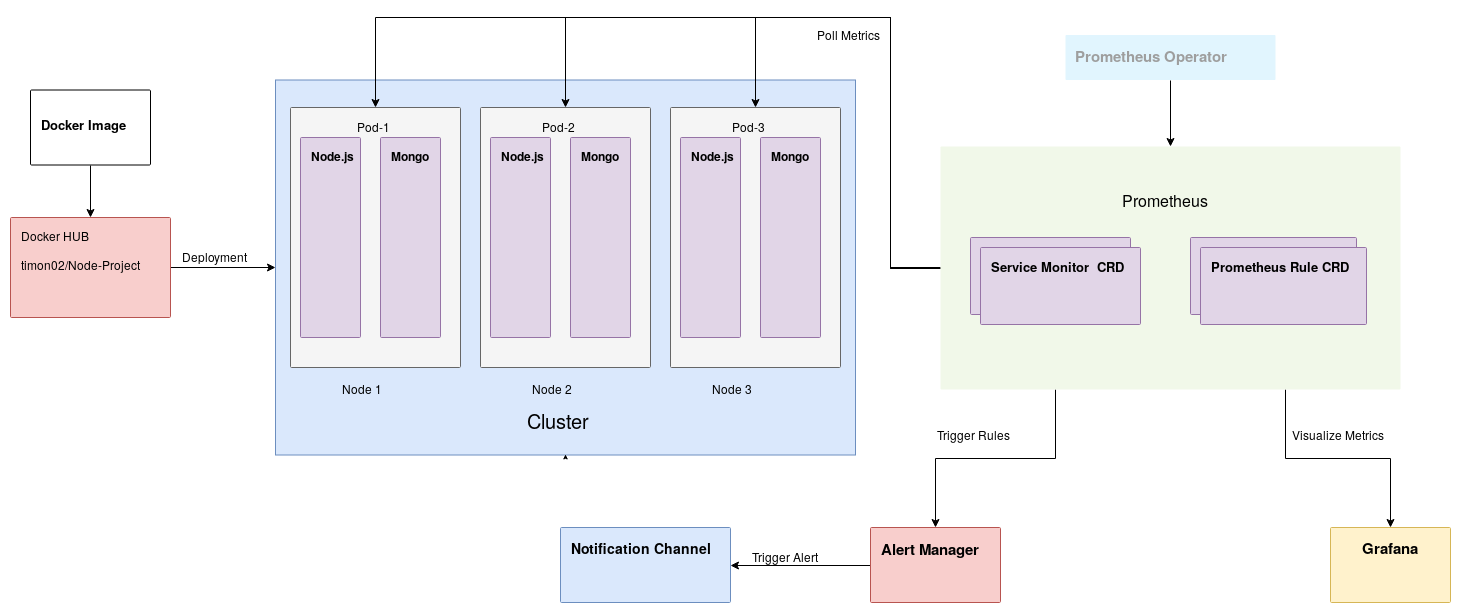 Poll Metrics
Prometheus Operator
Docker Image
Pod-1
Pod-2
Pod-3
Node.js
Mongo
Node.js
Mongo
Node.js
Mongo
Prometheus
Docker HUB
timon02/Node-Project
Deployment
Service Monitor CRD
Prometheus Rule CRD
Node 1
Node 2
Node 3
Cluster
Trigger Rules
Visualize Metrics
Notification Channel
Trigger Alert
Alert Manager
Grafana